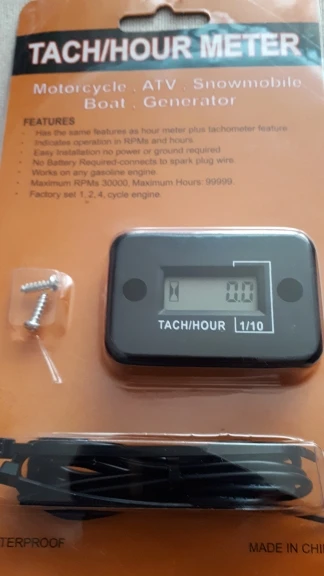 TACH/HOUR METER
Motorcycle . ATV . Snowmobile
Boat . Generator
FEATURES
- Has the same features as hour meter plus tachometer feature.
- Indicates operation in RPMs and hours.
- Easy Installation no power or ground required
- No Battery Required-connects to spark plug wire.
- Works on any gasoline engine.
- Maximum RPMs 30000, Maximum Hours: 99999.
- Factory set 1, 2, 4, cycle engine.
0.0
TACH/HOUR 1/10
TERPROOF
MADE IN CHI